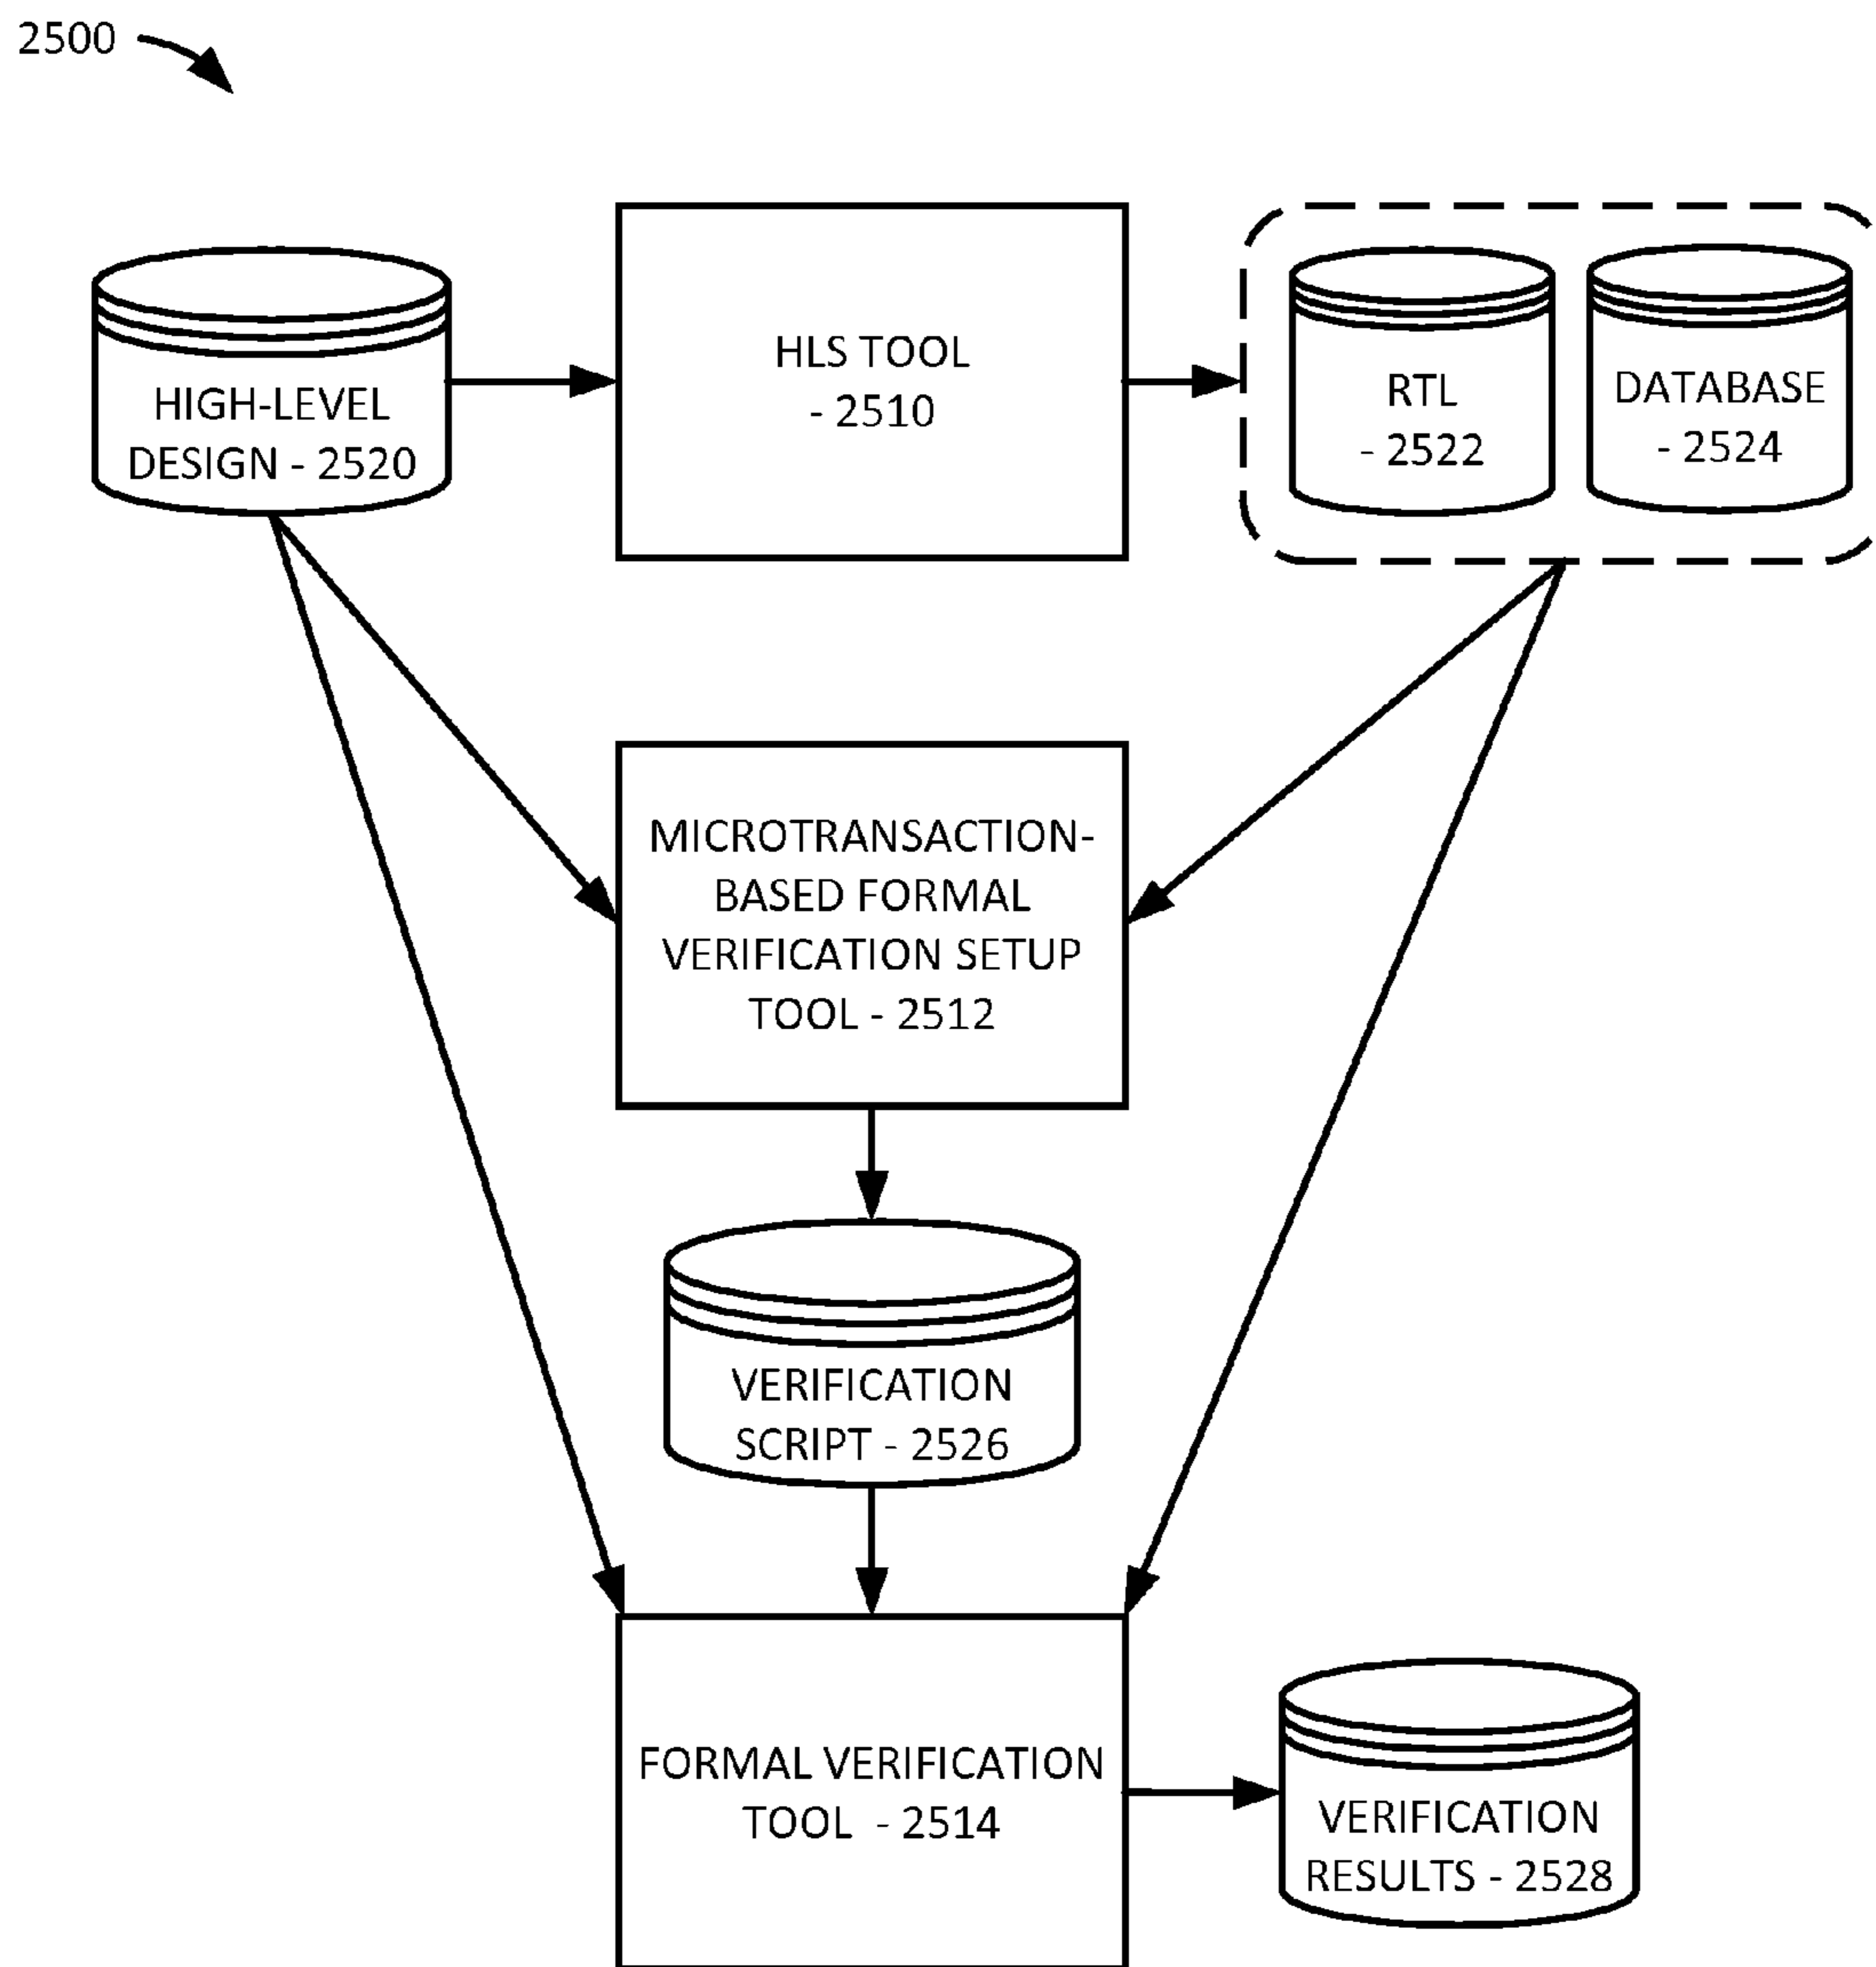 2500
HIGH-LEVEL
DESIGN - 2520
HLS TOOL
- 2510
RTL
- 2522
DATABASE
- 2524
MICROTRANSACTION-
BASED FORMAL
VERIFICATION SETUP
TOOL - 2512
VERIFICATION
SCRIPT - 2526
FORMAL VERIFICATION
TOOL - 2514
VERIFICATION
RESULTS - 2528